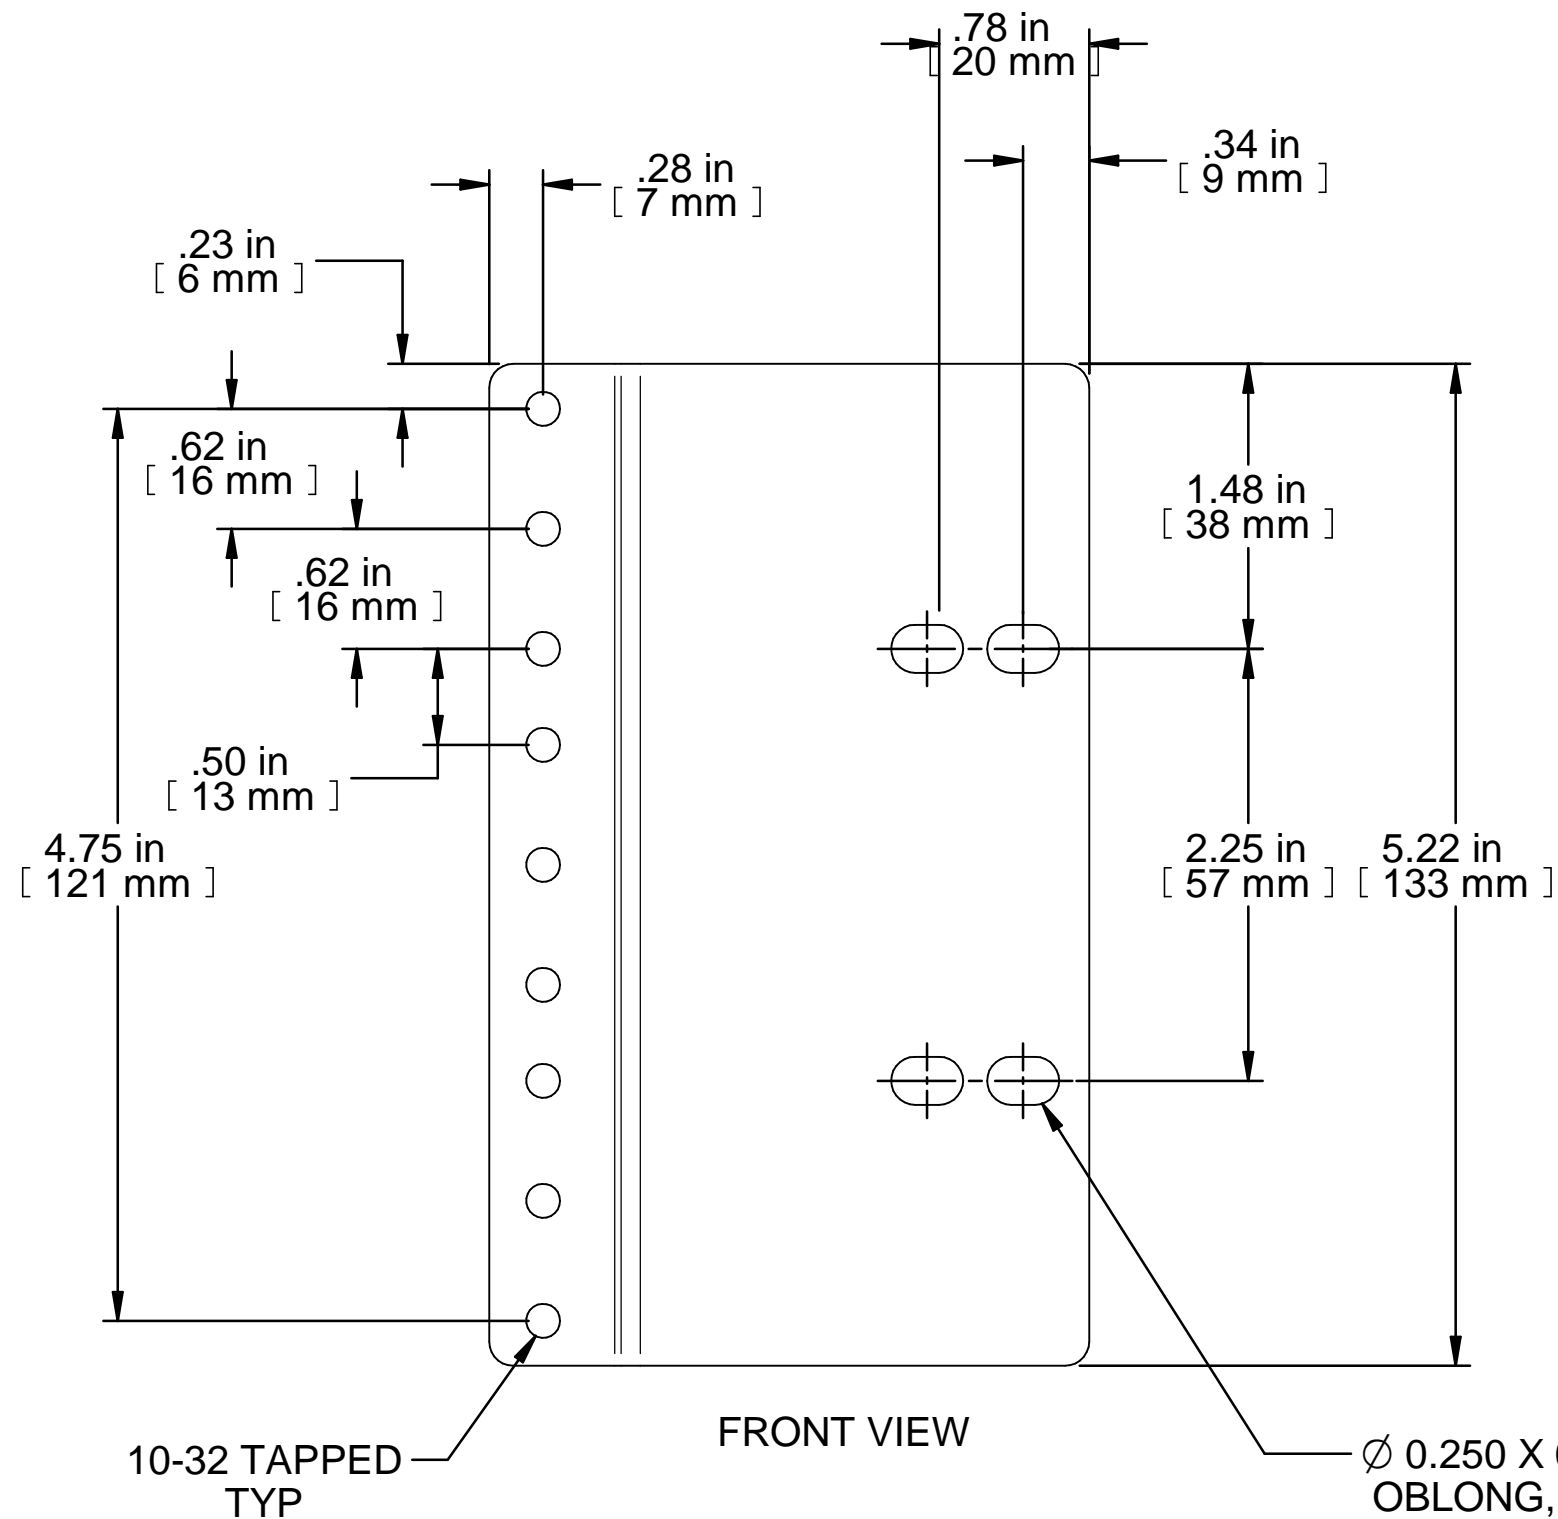 .78 in
[ 20 mm ]
.34 in
[ 9 mm ]
.28 in
[ 7 mm ]
.23 in
[ 6 mm ]
.62 in
[ 16 mm ]
1.48 in
[ 38 mm ]
.62 in
[ 16 mm ]
.50 in
[ 13 mm ]
4.75 in
[ 121 mm ]
2.25 in
[ 57 mm ]
5.22 in
[ 133 mm ]
FRONT VIEW
10-32 TAPPED
TYP
∅ 0.250 X
OBLONG,